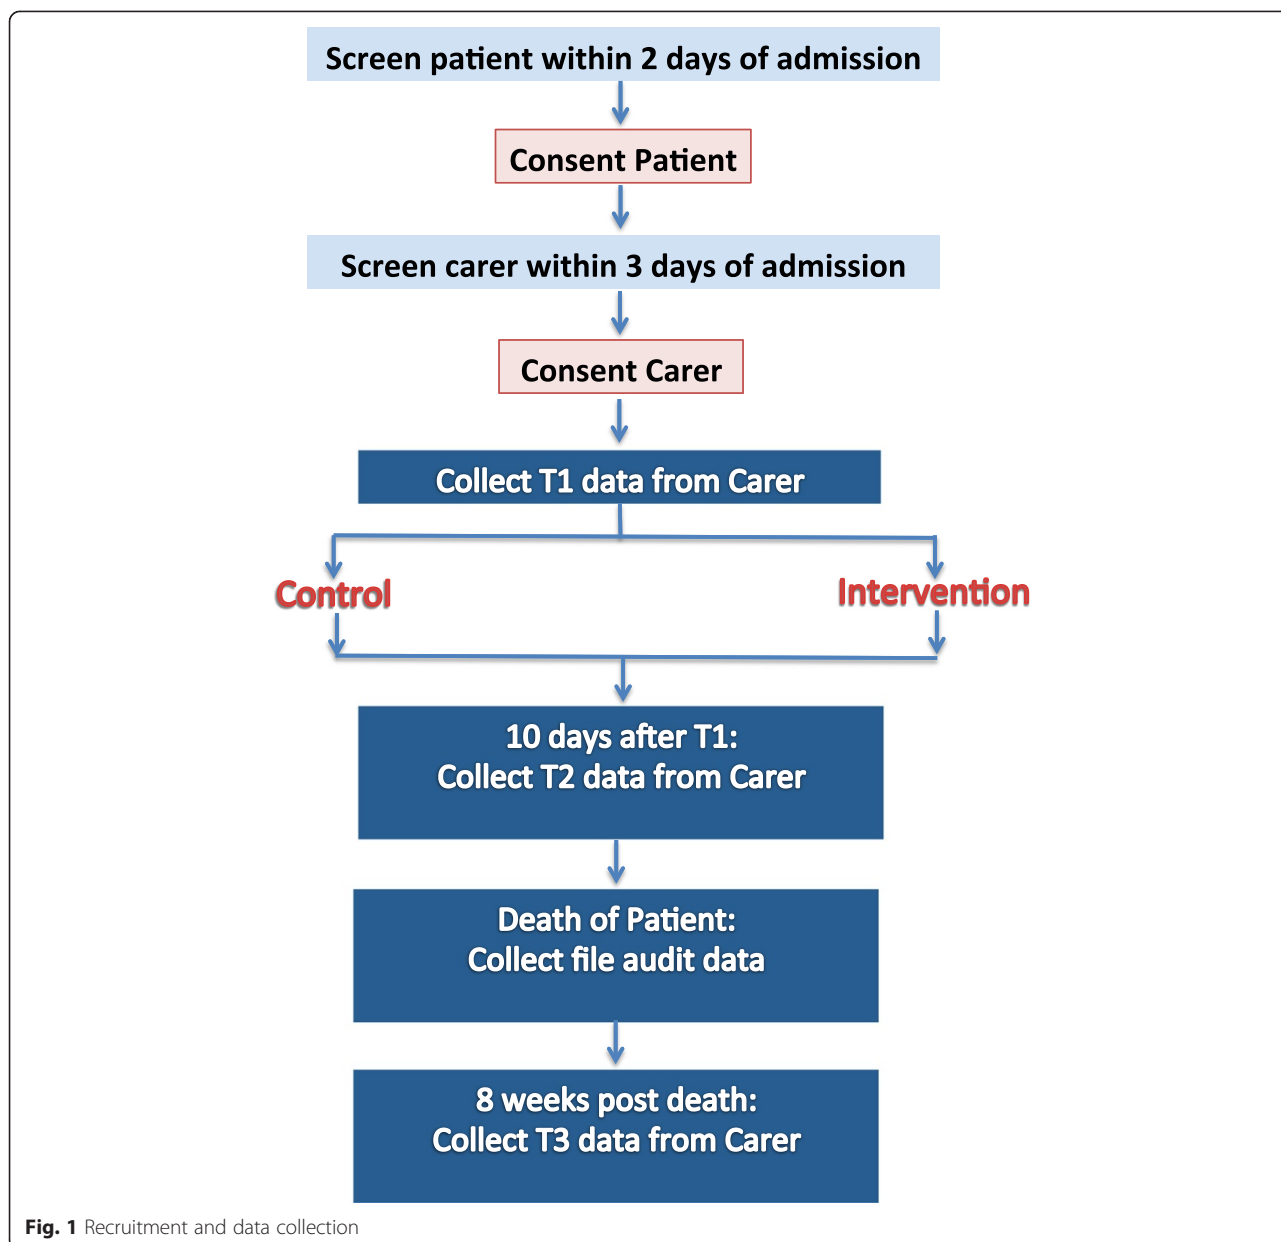 Screen patient within 2 days of admission
Consent Patient
Screen carer within 3 days of admission
Consent Carer
Collect T1 data from Carer
Control
Intervention
10 days after T1:
Collect T2 data from Carer
Death of Patient:
Collect file audit data
8 weeks post death:
Collect T3 data from Carer
Fig. 1 Recruitment and data collection